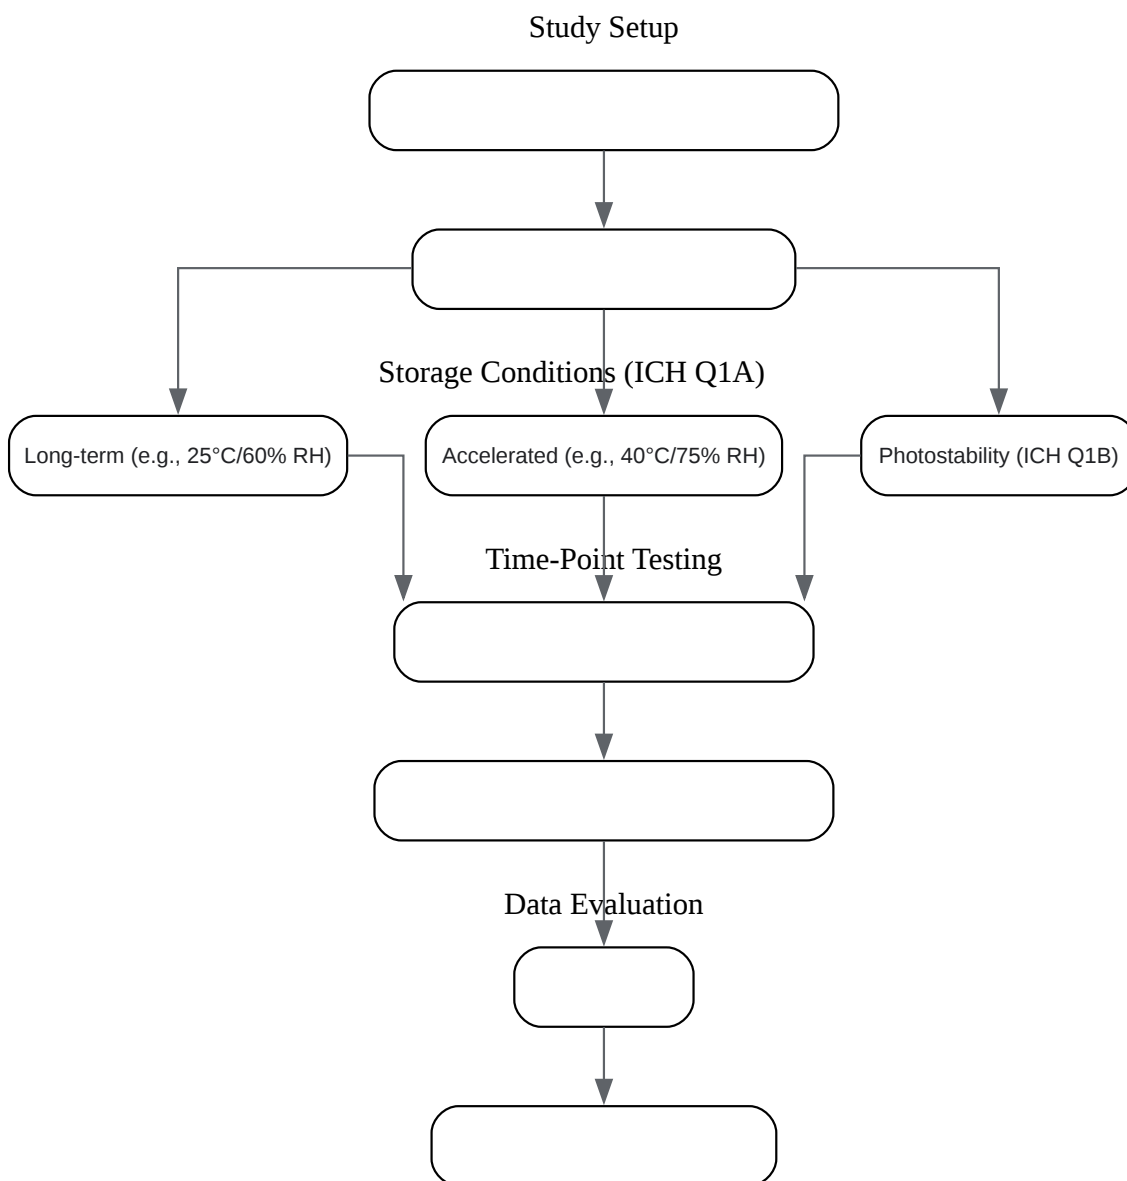 Study Setup
Storage Conditions (ICH Q1A)
Long-term (e.g., 25°C/60% RH)
Accelerated (e.g., 40°C/75% RH)
Photostability (ICH Q1B)
Time-Point Testing
Data Evaluation